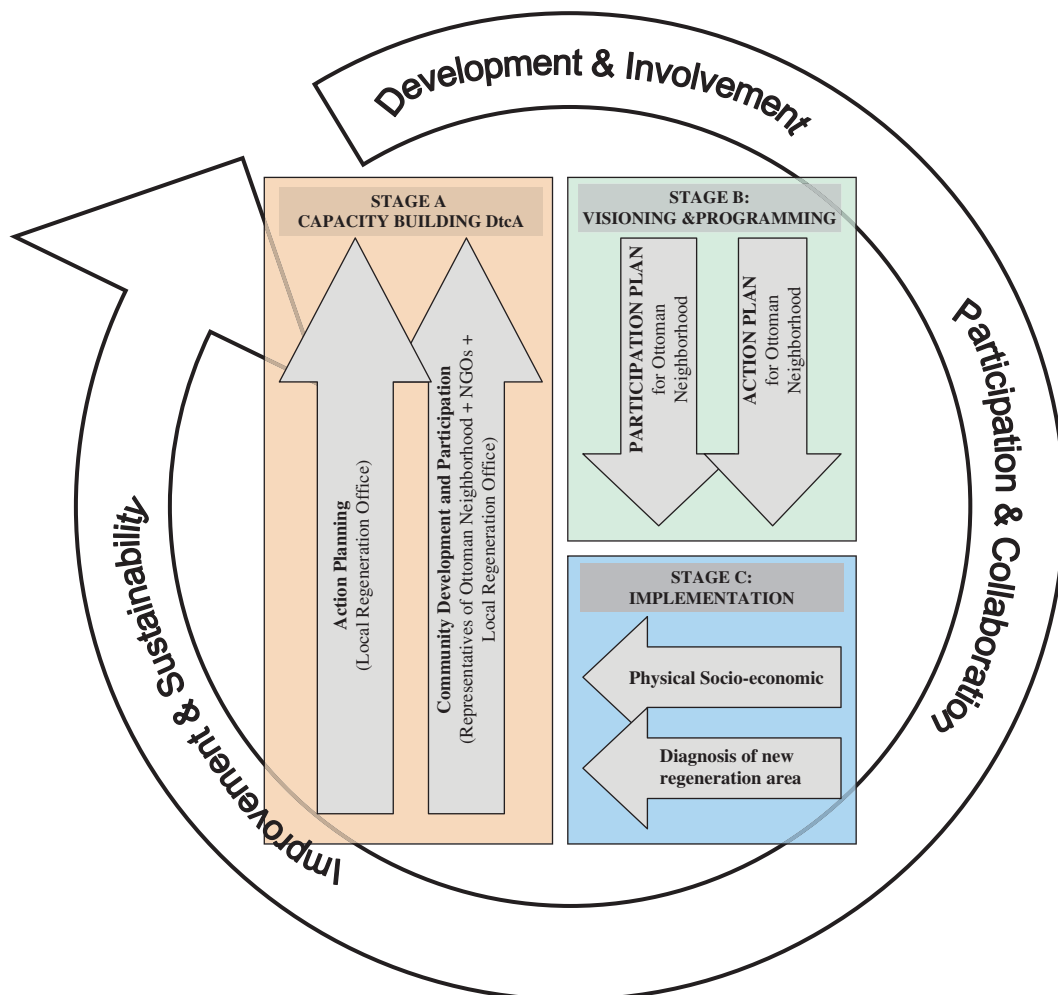 Development & Involvement
Participation & Collaboration
Improvement & Sustainability
STAGE A
CAPACITY BUILDING DtcA
Action Planning
(Local Regeneration Office)
Community Development and Participation
(Representatives of Ottoman Neighborhood + NGOs +
Local Regeneration Office)
STAGE B:
VISIONING &PROGRAMMING
PARTICIPATION PLAN
for Ottoman
Neighborhood
ACTION PLAN
for Ottoman
Neighborhood
STAGE C:
IMPLEMENTATION
Physical Socio-economic
Diagnosis of new
regeneration area